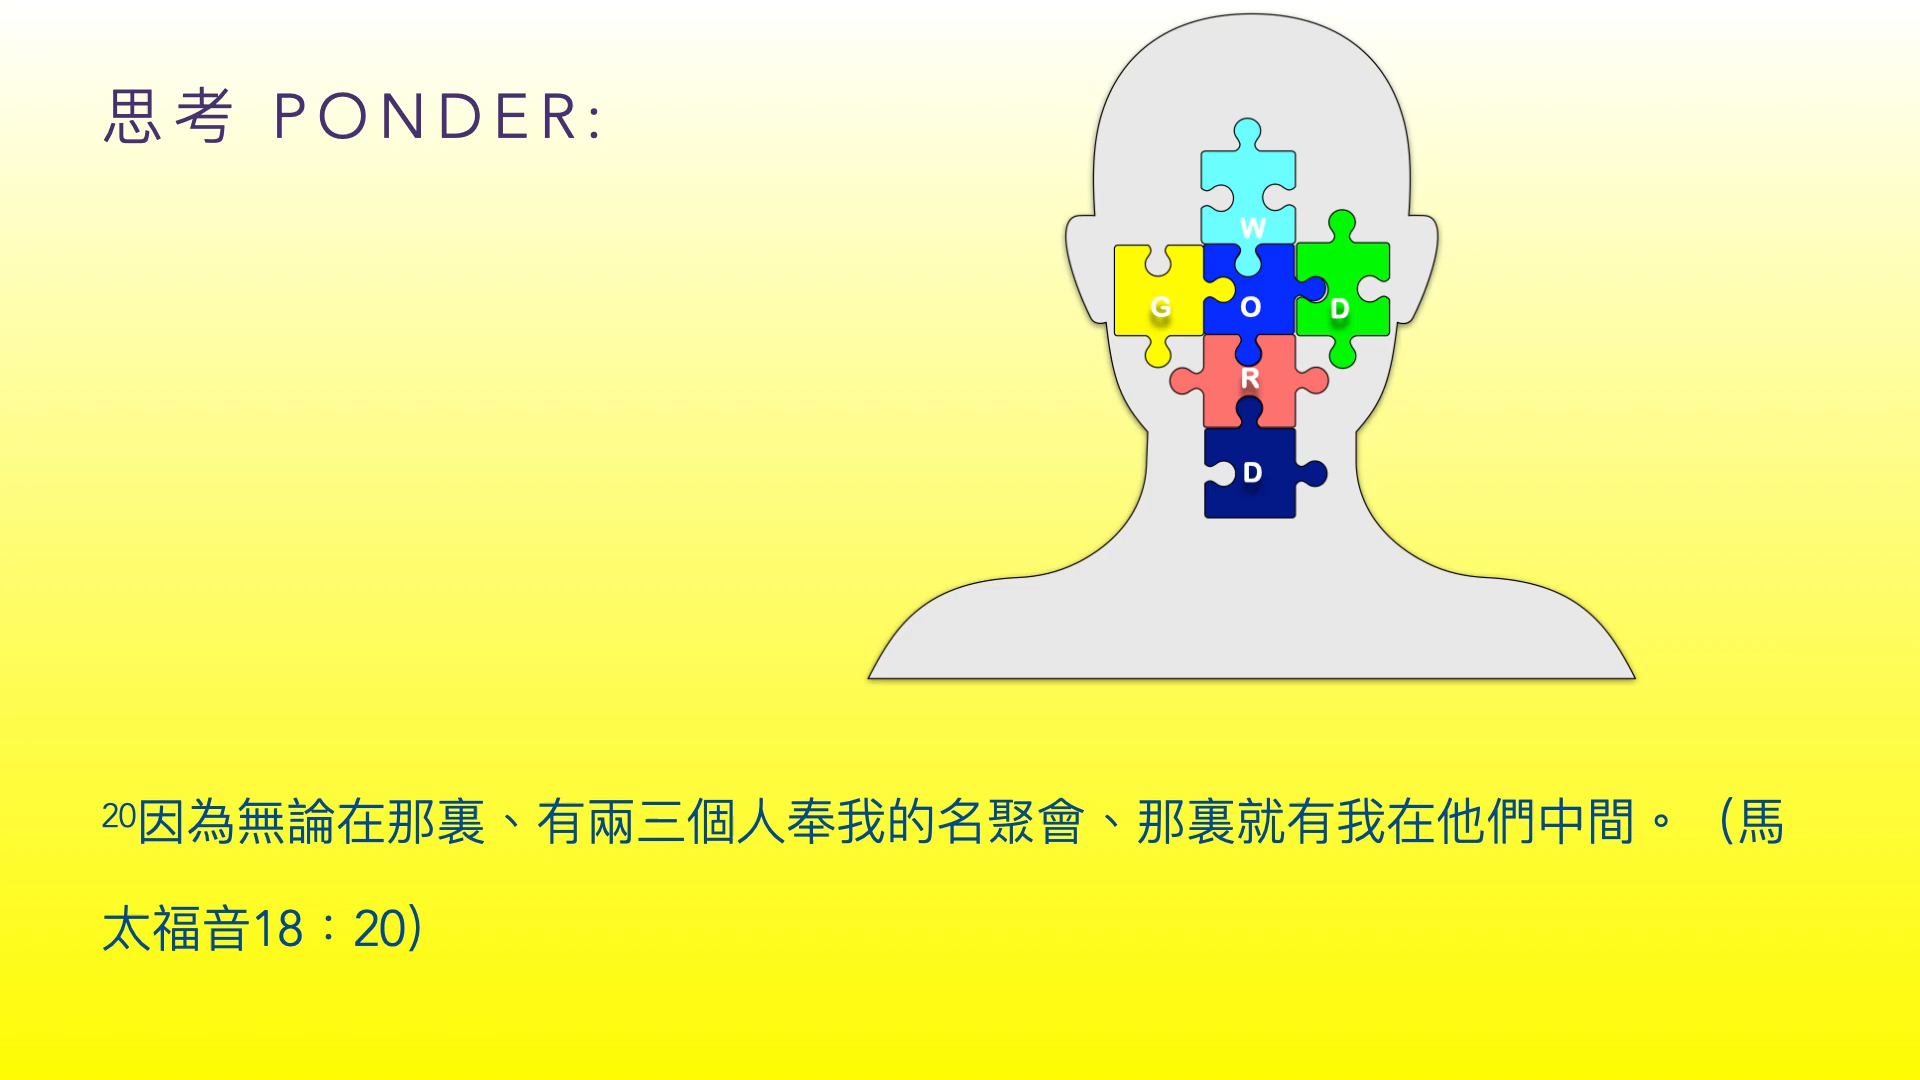 思考 PONDER:
W
G O D
R
D
20因為無論在那裏、有兩三個人奉我的名聚會、那裏就有我在他們中間。（馬
太福音18：20）